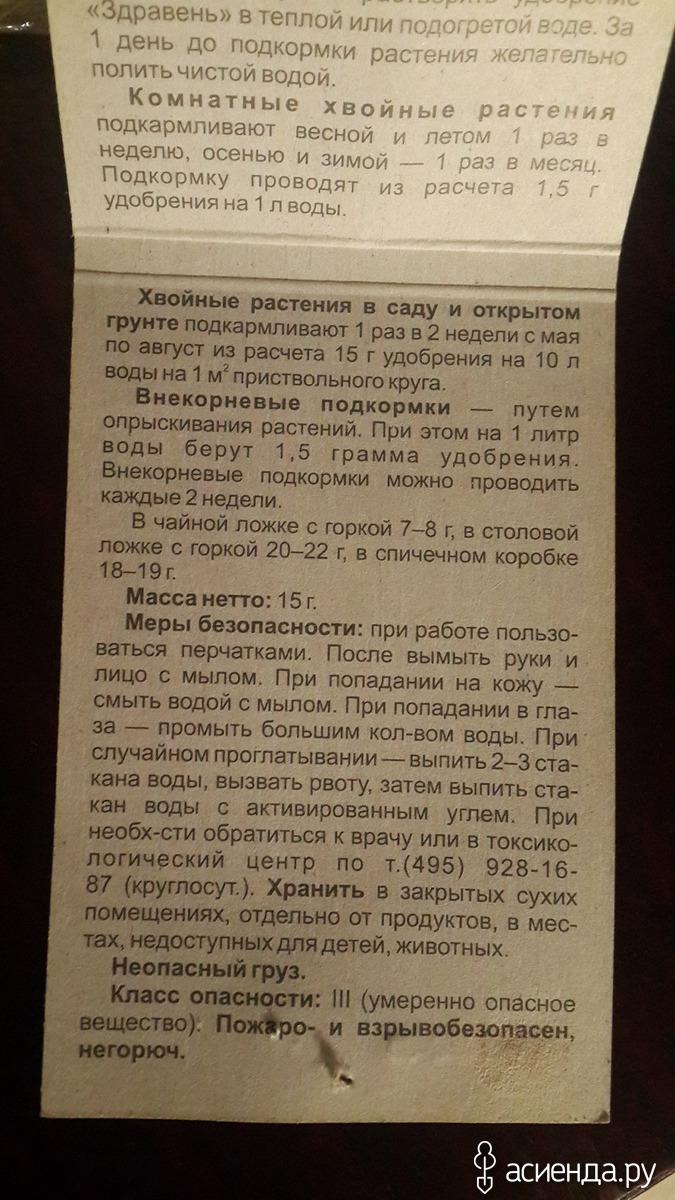 растворить удобрение
«Здравень» в теплой или подогретой воде. За
1 день до подкормки растения желательно
полить чистой водой.
Комнатные хвойные растения
подкармливают весной и летом 1 раз в
неделю, осенью и зимой — 1 раз в месяц.
Подкормку проводят из расчета 1,5 г
удобрения на 1 л воды.
Хвойные растения в саду и открытом
грунте подкармливают 1 раз в 2 недели с мая
по август из расчета 15 г удобрения на 10 л
воды на 1 м² приствольного круга.
Внекорневые подкормки — путем
опрыскивания растений. При этом на 1 литр
воды берут 1,5 грамма удобрения.
Внекорневые подкормки можно проводить
каждые 2 недели.
В чайной ложке с горкой 7–8 г, в столовой
ложке с горкой 20–22 г, в спичечном коробке
18–19 г.
Масса нетто: 15 г.
Меры безопасности: при работе пользо-
ваться перчатками. После вымыть руки и
лицо с мылом. При попадании на кожу —
смыть водой с мылом. При попадании в гла-
за — промыть большим кол-вом воды. При
случайном проглатывании — выпить 2–3 ста-
кана воды, вызвать рвоту, затем выпить ста-
кан воды с активированным углем. При
необх-сти обратиться к врачу или в токсико-
логический центр по т.(495) 928-16-
87 (круглосут.). Хранить в закрытых сухих
помещениях, отдельно от продуктов, в мес-
тах, недоступных для детей, животных.
Неопасный груз.
Класс опасности: III (умеренно опасное
вещество). Пожаро- и взрывобезопасен,
негорюч.
асиенда.ру